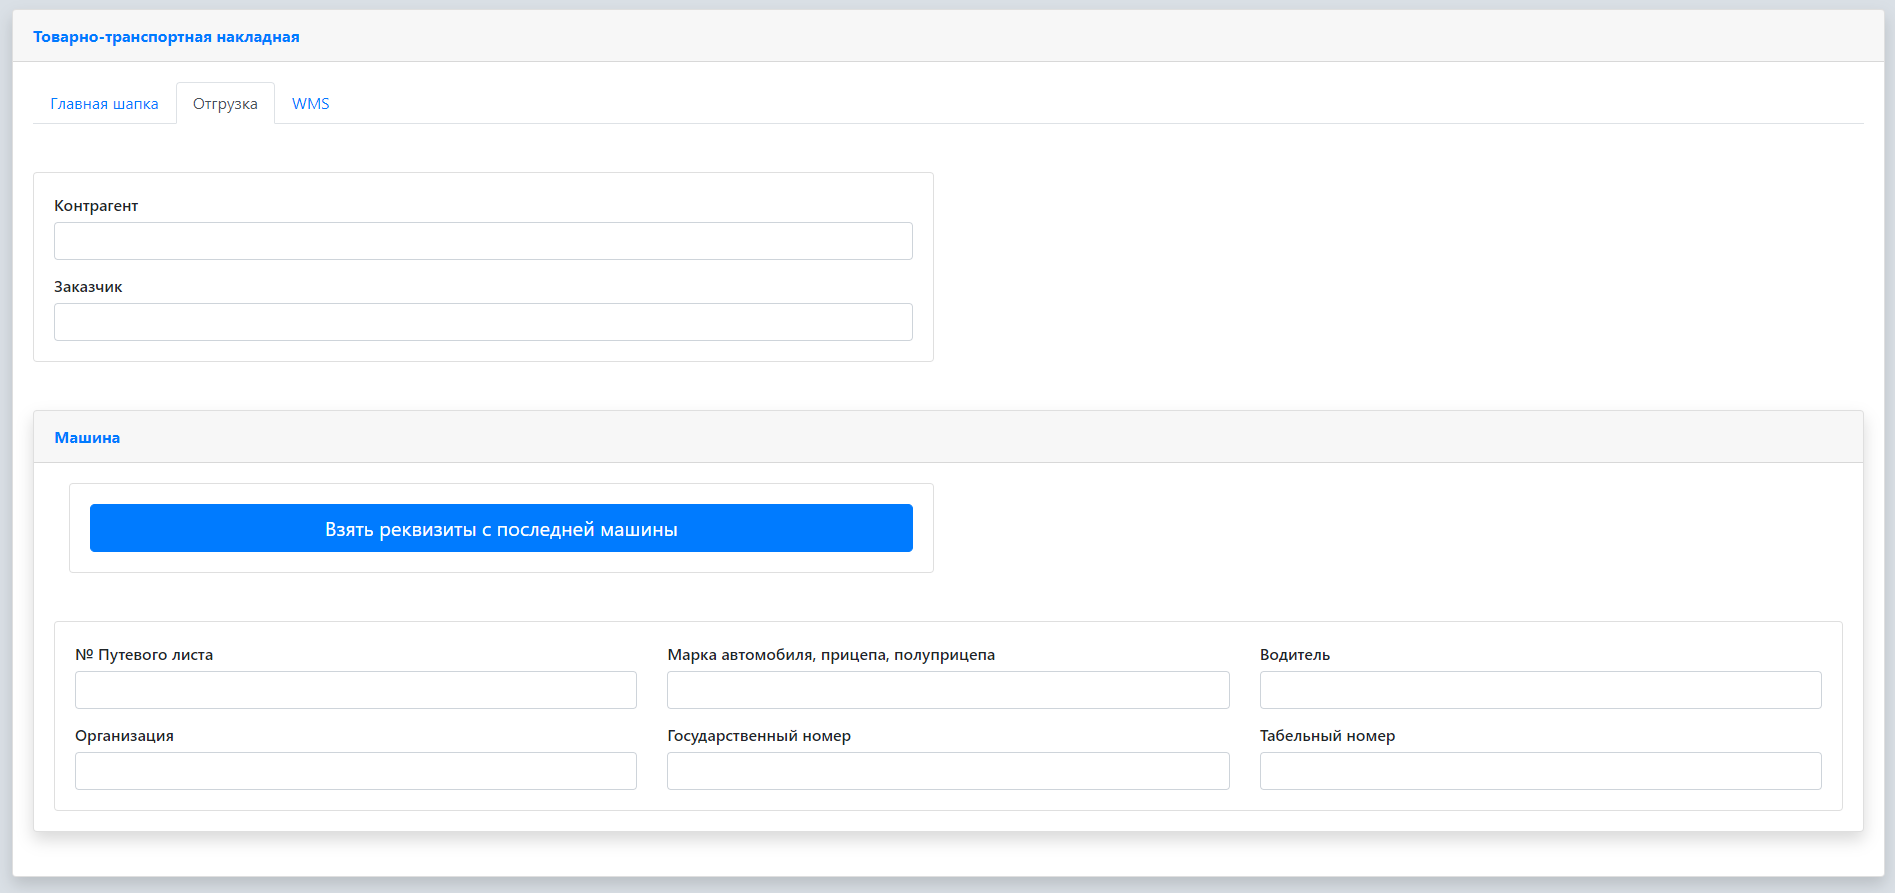 Товарно-транспортная накладная
Главная шапка Отгрузка WMS
Контрагент
Заказчик
Машина
Взять реквизиты с последней машины
№ Путевого листа Марка автомобиля, прицепа, полуприцепа Водитель
Организация Государственный номер Табельный номер